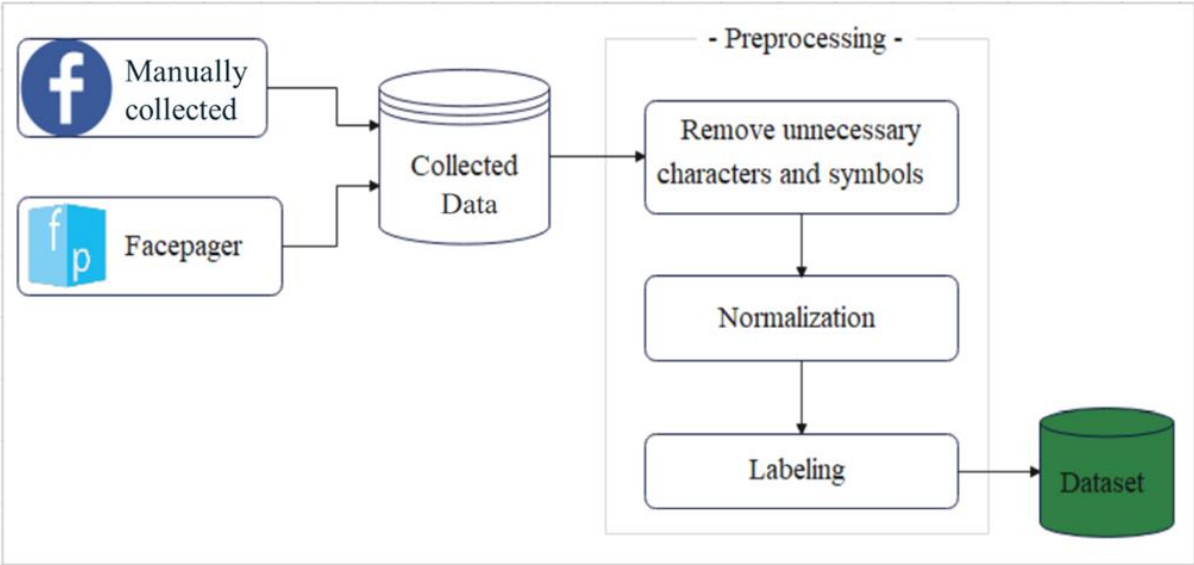 f
Manually
collected
f
p
Facepager
Collected
Data
- Preprocessing -
Remove unnecessary
characters and symbols
Normalization
Labeling
Dataset